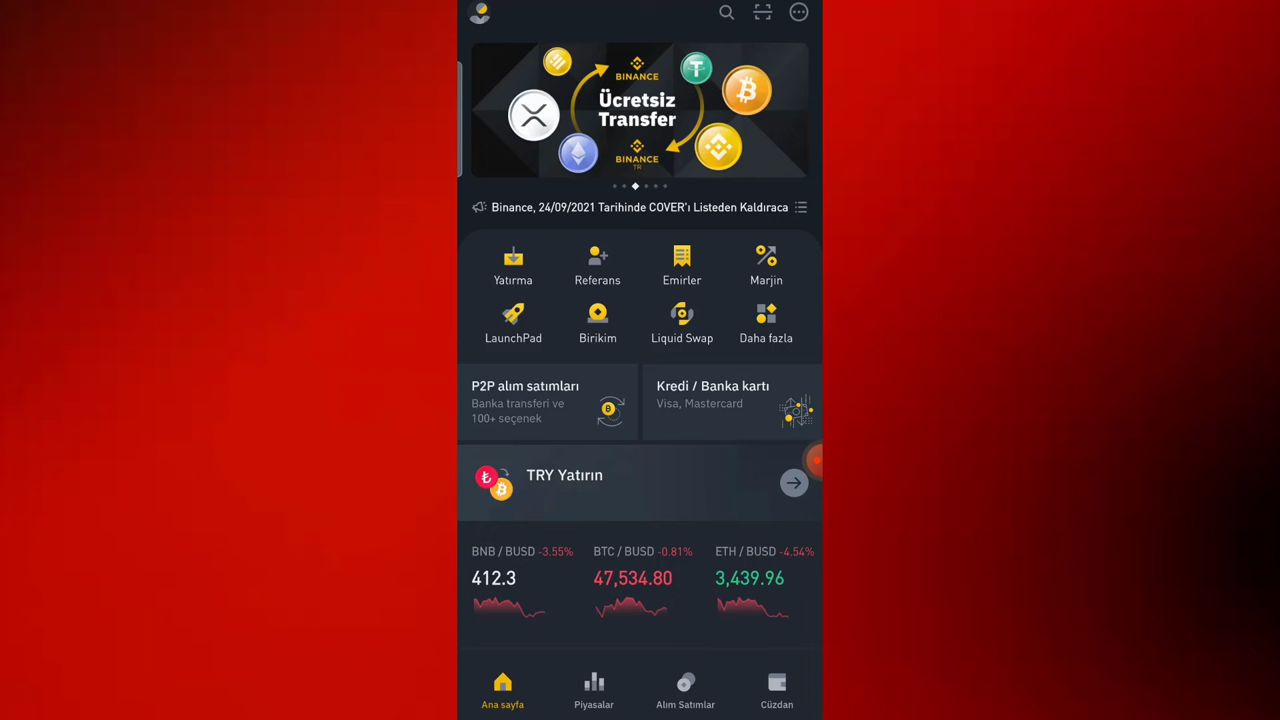 BINANCE
Ücretsiz
Transfer
BINANCE
TR
Binance, 24/09/2021 Tarihinde COVER'ı Listeden Kaldıraca
Yatırma
Referans
Emirler
Marjin
LaunchPad
Birikim
Liquid Swap
Daha fazla
P2P alım satımları
Banka transferi ve
100+ seçenek
Kredi / Banka kartı
Visa, Mastercard
TRY Yatırın
BNB / BUSD -3.55%
BTC / BUSD -0.81%
ETH / BUSD -4.54%
412.3
47,534.80
3,439.96
Ana sayfa
Piyasalar
Alım Satımlar
Cüzdan